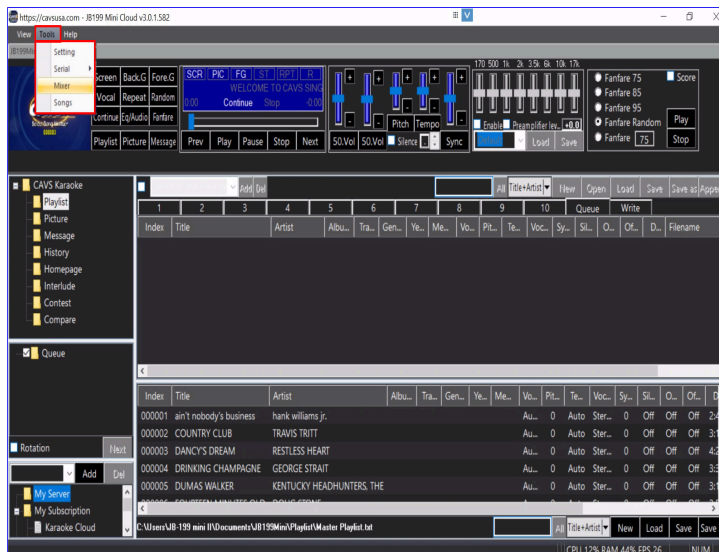 https://cavsusa.com - JB199 Mini Cloud v3.0.1.582
View Tools Help
JB199Mi
Setting
Serial
Mixer
Songs
Screen Back.G Fore.G
Vocal Repeat Random
Continue Eq/Audio Fanfare
Playlist Picture Message
SCR PIC FG ST RPT R
WELCOME TO CAVS SING
0:00 Continue Stop -0:00
Prev Play Pause Stop Next
+ + + + + +
- - - - - -
Pitch Tempo
50.Vol 50.Vol Silence - Sync
170 500 1k 2k 3.5k 6k 10k 17k
Enable Preamplifier lev.. +0.0
Load Save
Fanfare 75
Fanfare 85
Fanfare 95
Fanfare Random
Fanfare 75
Score
Play
Stop
CAVS Karaoke
Playlist
Picture
Message
History
Homepage
Interlude
Contest
Compare
Queue
Rotation Next
Add Del
My Server
My Subscription
Karaoke Cloud
Add Del All Title+Artist New Open Load Save Save as Appe
1 2 3 4 5 6 7 8 9 10 Queue Write
Index Title Artist Albu... Tra... Gen... Ye... Me... Vo... Pit... Te... Voc... Sy... Sil... O... Of... D... Filename
Index Title Artist Albu... Tra... Gen... Ye... Me... Vo... Pit... Te... Voc... Sy... Sil... O... Of... D
000001 ain't nobody's business hank williams jr. Au... 0 Auto Ster... 0 Off Off Off 2:4
000002 COUNTRY CLUB TRAVIS TRITT Au... 0 Auto Ster... 0 Off Off Off 3:1
000003 DANCY'S DREAM RESTLESS HEART Au... 0 Auto Ster... 0 Off Off Off 4:2
000004 DRINKING CHAMPAGNE GEORGE STRAIT Au... 0 Auto Ster... 0 Off Off Off 3:3
000005 DUMAS WALKER KENTUCKY HEADHUNTERS, THE Au... 0 Auto Ster... 0 Off Off Off 3:1
C:\Users\JB-199 mini II\Documents\JB199Mini\Playlist\Master Playlist.txt All Title+Artist New Load Save Save
CPU 12% RAM 44% FPS 26 NUM